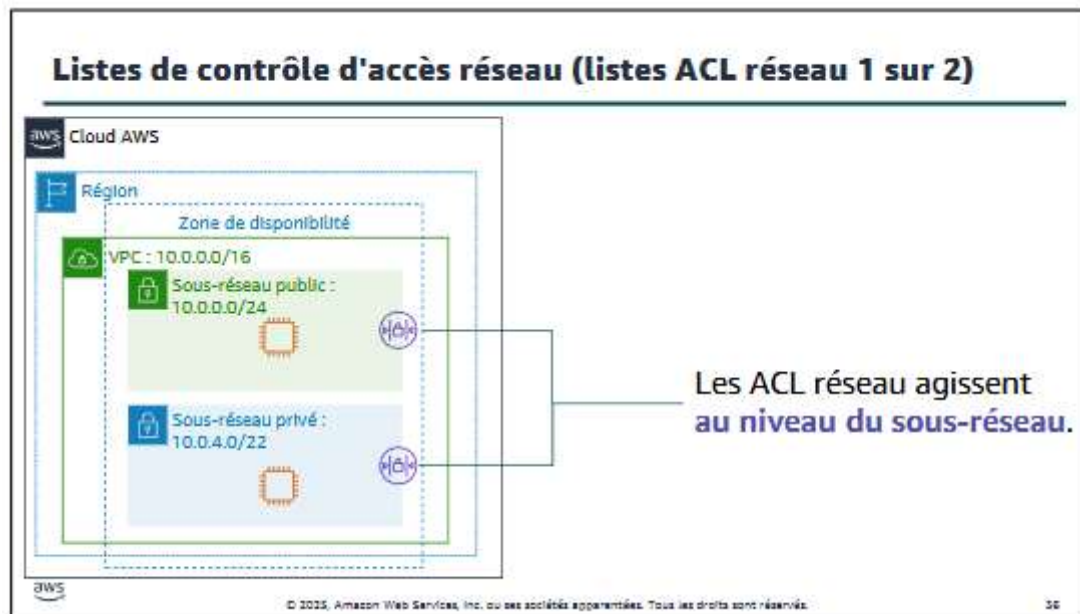 Listes de contrôle d'accès réseau (listes ACL réseau 1 sur 2)
aws Cloud AWS
Région
Zone de disponibilité
VPC : 10.0.0.0/16
Sous-réseau public :
10.0.0.0/24
Sous-réseau privé :
10.0.4.0/22
Les ACL réseau agissent
au niveau du sous-réseau.
aws
© 2023, Amazon Web Services, Inc. ou ses sociétés apparentées. Tous les droits sont réservés.
36